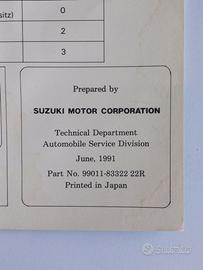 sitz)
0
2
3
Prepared by
SUZUKI MOTOR CORPORATION
Technical Department
Automobile Service Division
June, 1991
Part No. 99011-83322 22R
Printed in Japan
subito